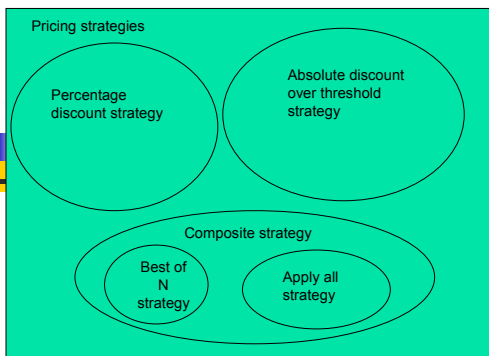 Pricing strategies
Percentage
discount strategy
Absolute discount
over threshold
strategy
Composite strategy
Best of
N
strategy
Apply all
strategy